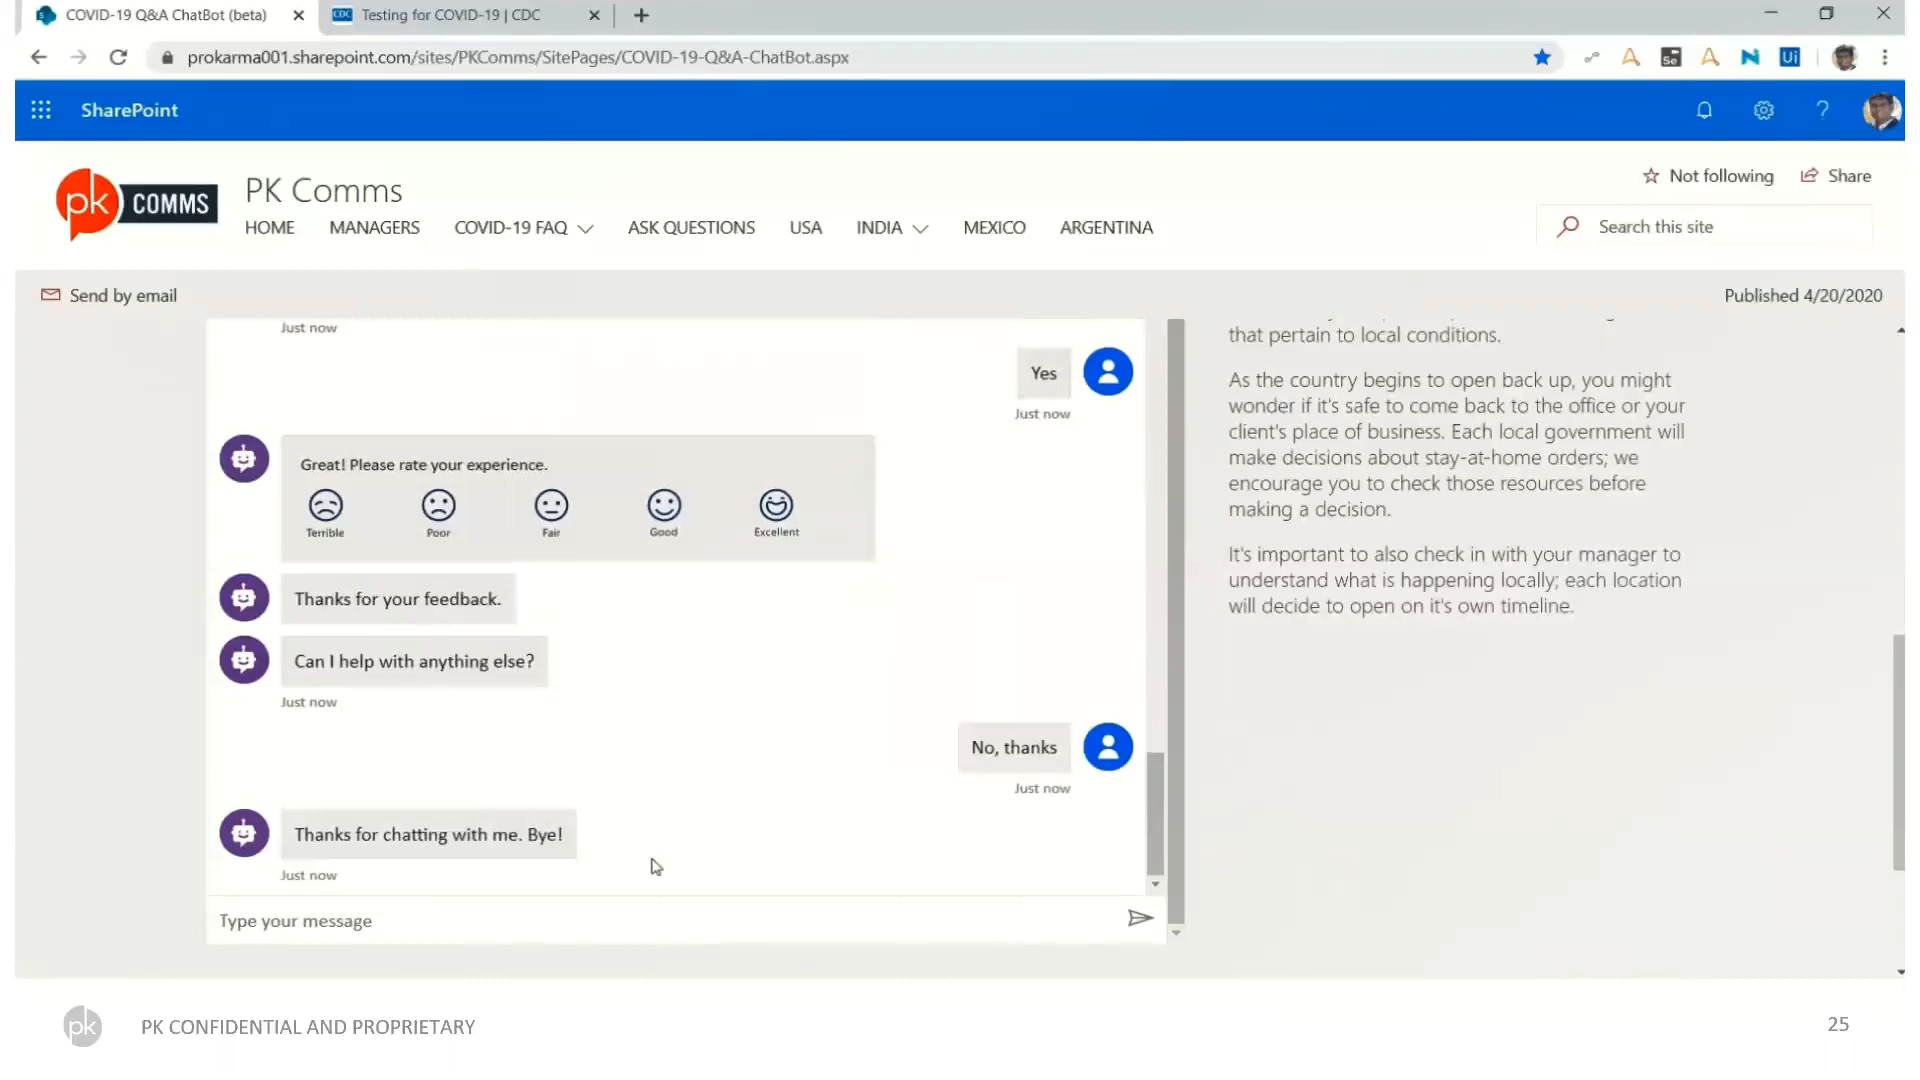 COVID-19 Q&A ChatBot (beta)
CDC
Testing for COVID-19 | CDC
prokarma001.sharepoint.com/sites/PKComms/SitePages/COVID-19-Q&A-ChatBot.aspx
Se
Ui
SharePoint
pk COMMS
PK Comms
Not following
Share
HOME
MANAGERS
COVID-19 FAQ
ASK QUESTIONS
USA
INDIA
MEXICO
ARGENTINA
Search this site
Send by email
Published 4/20/2020
Just now
Yes
Just now
Great! Please rate your experience.
Terrible
Poor
Fair
Good
Excellent
Thanks for your feedback.
Can I help with anything else?
Just now
No, thanks
Just now
Thanks for chatting with me. Bye!
Just now
Type your message
that pertain to local conditions.
As the country begins to open back up, you might
wonder if it's safe to come back to the office or your
client's place of business. Each local government will
make decisions about stay-at-home orders; we
encourage you to check those resources before
making a decision.
It's important to also check in with your manager to
understand what is happening locally; each location
will decide to open on it's own timeline.
pk
PK CONFIDENTIAL AND PROPRIETARY
25